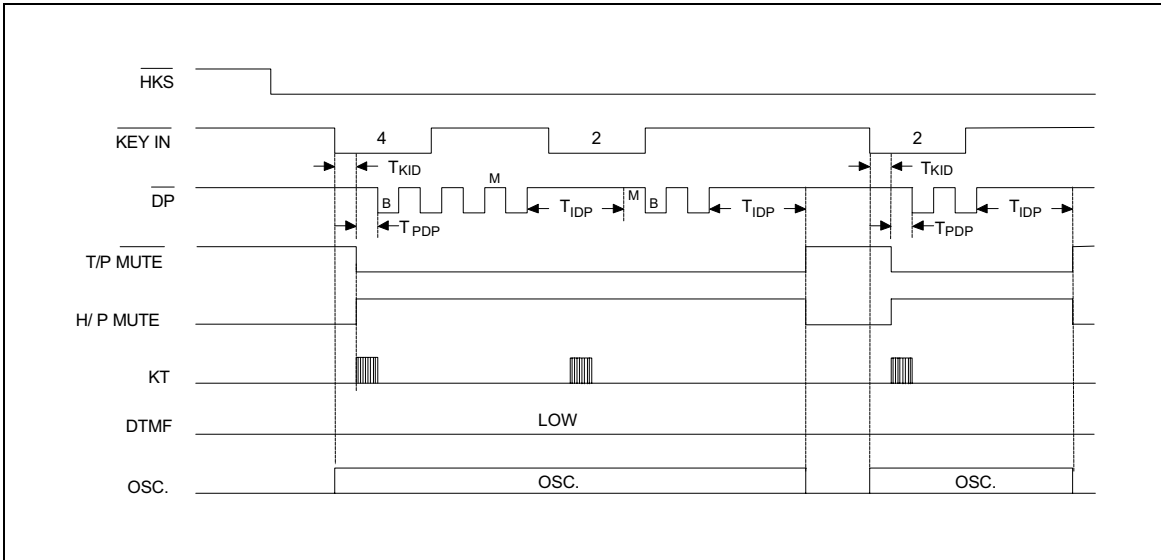 HKS
KEY IN
4
2
2
TKID
TKID
DP
B
M
TIDP
M
B
TIDP
TIDP
TPDP
TPDP
T/P MUTE
H/ P MUTE
KT
DTMF
LOW
OSC.
OSC.
OSC.